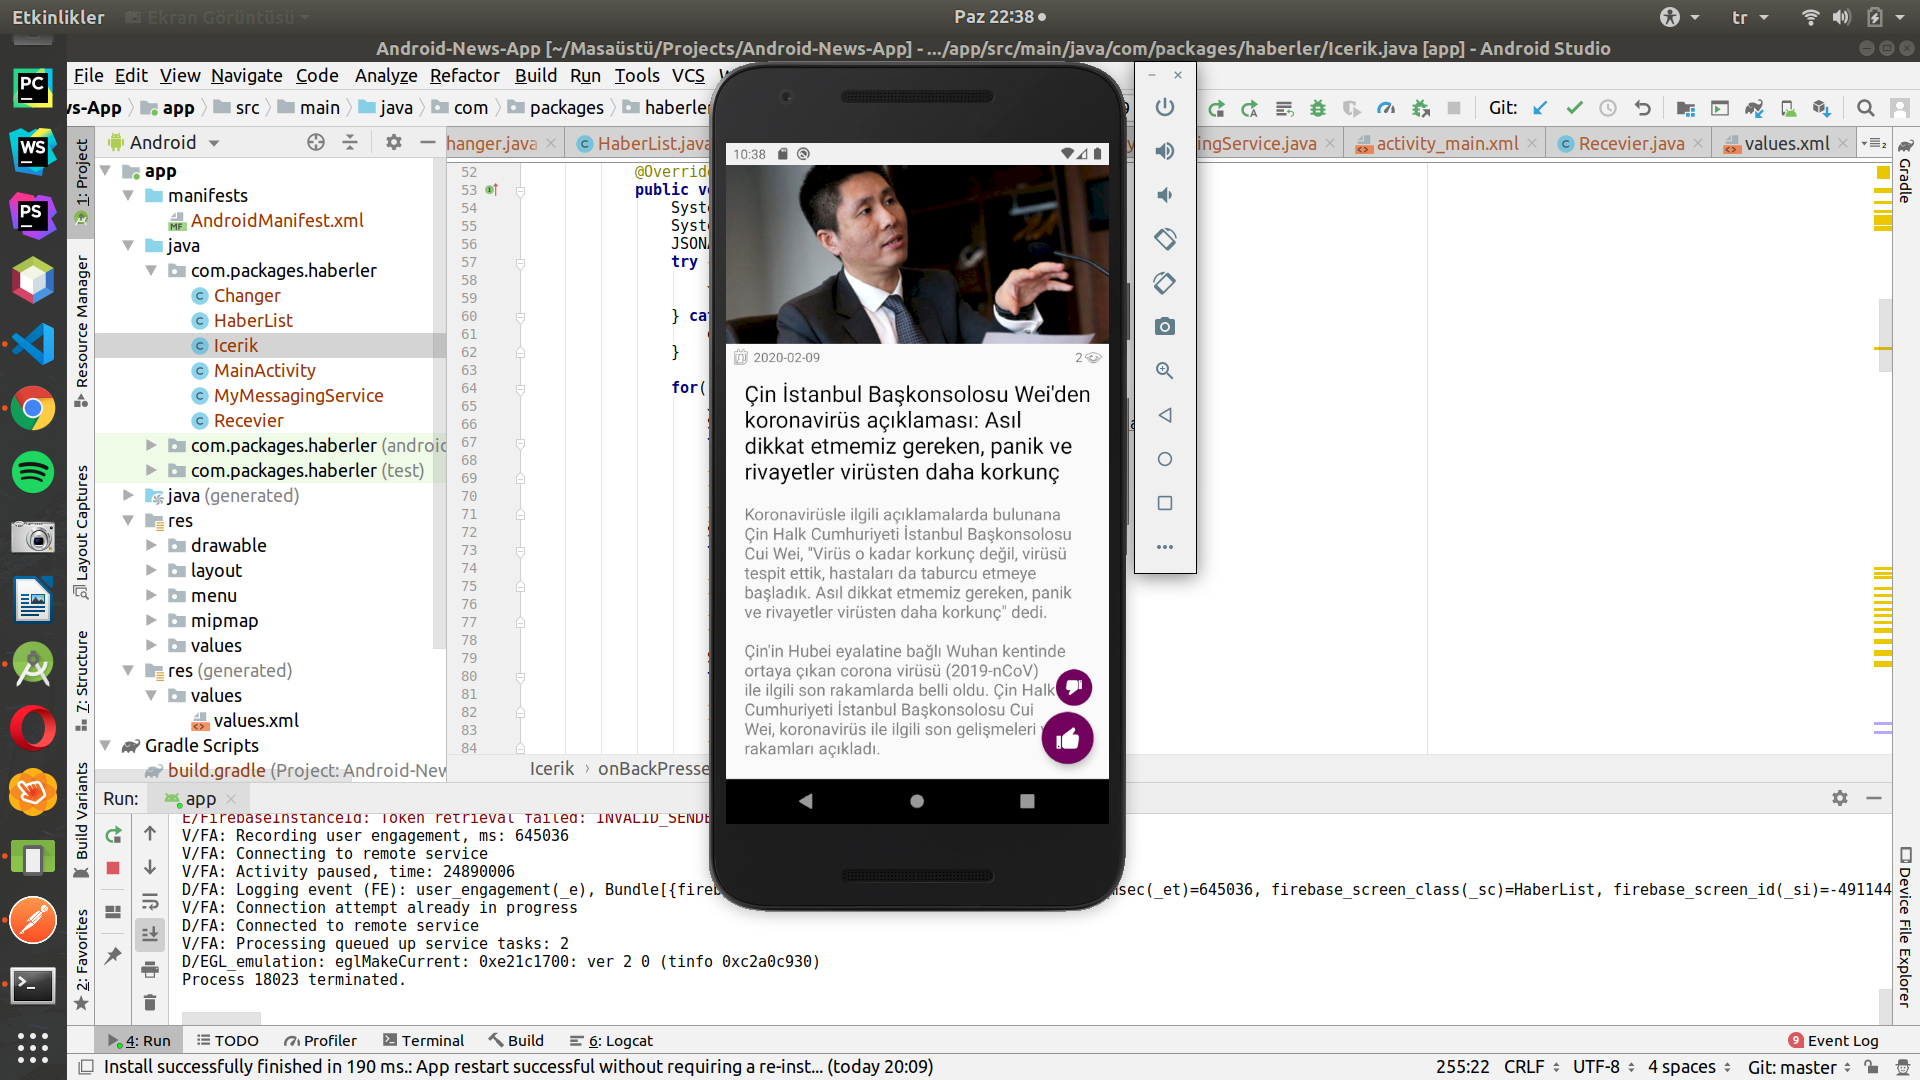 Etkinlikler
Ekran Görüntüsü
Paz 22:38
tr
Android-News-App [~/Masaüstü/Projects/Android-News-App] - .../app/src/main/java/com/packages/haberler/Icerik.java [app] - Android Studio
File Edit View Navigate Code Analyze Refactor Build Run Tools VCS
ws-App app src main java com packages haberler
Git:
Android
hanger.java HaberList.java ingService.java activity_main.xml Recevier.java values.xml
1: Project
Resource Manager
Layout Captures
7: Structure
Build Variants
2: Favorites
app
manifests
AndroidManifest.xml
java
com.packages.haberler
Changer
HaberList
Icerik
MainActivity
MyMessagingService
Recevier
com.packages.haberler (androic
com.packages.haberler (test)
java (generated)
res
drawable
layout
menu
mipmap
values
res (generated)
values
values.xml
Gradle Scripts
build.gradle (Project: Android-Nev
52 @Override
53 public vo
54 Syste
55 Syste
56 JSONA
57 try
58
59
60 } cat
61
62 }
63
64 for(
65
66
67
68
69
70
71
72
73
74
75
76
77
78
79
80
81
82
83
84
Icerik › onBackPresse
10:38
2020-02-09
2
Çin İstanbul Başkonsolosu Wei'den
koronavirüs açıklaması: Asıl
dikkat etmemiz gereken, panik ve
rivayetler virüsten daha korkunç
Koronavirüsle ilgili açıklamalarda bulunana
Çin Halk Cumhuriyeti İstanbul Başkonsolosu
Cui Wei, "Virüs o kadar korkunç değil, virüsü
tespit ettik, hastaları da taburcu etmeye
başladık. Asıl dikkat etmemiz gereken, panik
ve rivayetler virüsten daha korkunç" dedi.
Çin'in Hubei eyalatine bağlı Wuhan kentinde
ortaya çıkan corona virüsü (2019-nCoV)
ile ilgili son rakamlarda belli oldu. Çin Halk
Cumhuriyeti İstanbul Başkonsolosu Cui
Wei, koronavirüs ile ilgili son gelişmeleri
rakamları açıkladı.
Gradle
Device File Explorer
Run: app
E/FirebaseInstanceId: Token retrieval failed: INVALID_SENDE
V/FA: Recording user engagement, ms: 645036
V/FA: Connecting to remote service
V/FA: Activity paused, time: 24890006
D/FA: Logging event (FE): user_engagement(_e), Bundle[{fireb msec(_et)=645036, firebase_screen_class(_sc)=HaberList, firebase_screen_id(_si)=-491144
V/FA: Connection attempt already in progress
D/FA: Connected to remote service
V/FA: Processing queued up service tasks: 2
D/EGL_emulation: eglMakeCurrent: 0xe21c1700: ver 2 0 (tinfo 0xc2a0c930)
Process 18023 terminated.
4: Run TODO Profiler Terminal Build 6: Logcat 9 Event Log
Install successfully finished in 190 ms.: App restart successful without requiring a re-inst... (today 20:09)
255:22 CRLF UTF-8 4 spaces Git: master